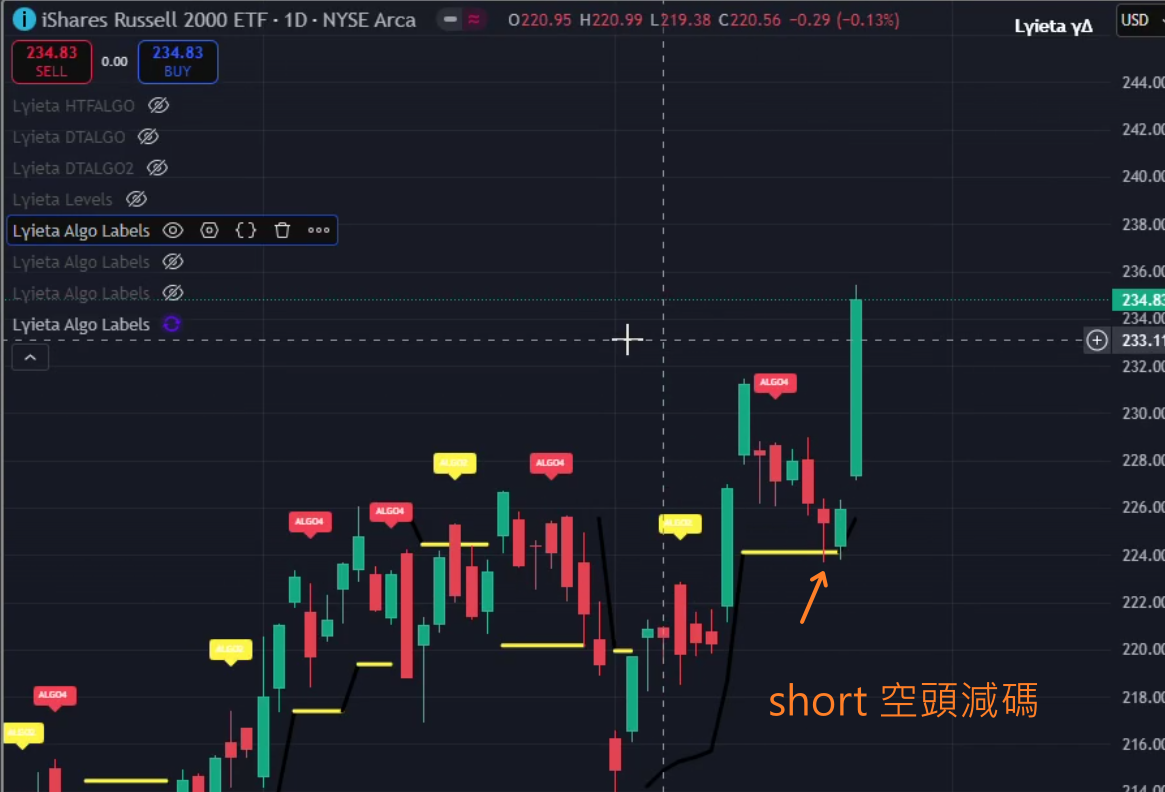 iShares Russell 2000 ETF · 1D · NYSE Arca O220.95 H220.99 L219.38 C220.56 −0.29 (−0.13%)
Lyieta γΔ
USD
234.83
SELL
0.00
234.83
BUY
Lyieta HTFALGO
Lyieta DTALGO
Lyieta DTALGO2
Lyieta Levels
Lyieta Algo Labels
Lyieta Algo Labels
Lyieta Algo Labels
Lyieta Algo Labels
244.00
242.00
240.00
238.00
236.00
234.83
234.00
233.11
232.00
230.00
228.00
226.00
224.00
222.00
220.00
218.00
216.00
214.00
ALGO4
ALGO4
ALGO4
ALGO4
ALGO4
short 空頭減碼